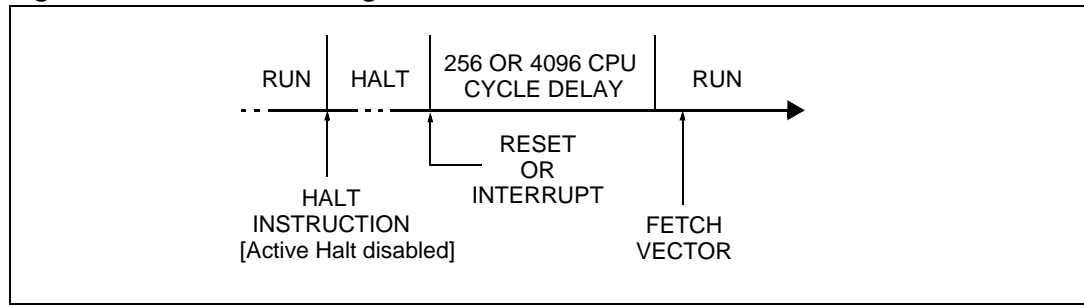 RUN
HALT
256 OR 4096 CPU
CYCLE DELAY
RUN
RESET
OR
INTERRUPT
HALT
INSTRUCTION
[Active Halt disabled]
FETCH
VECTOR